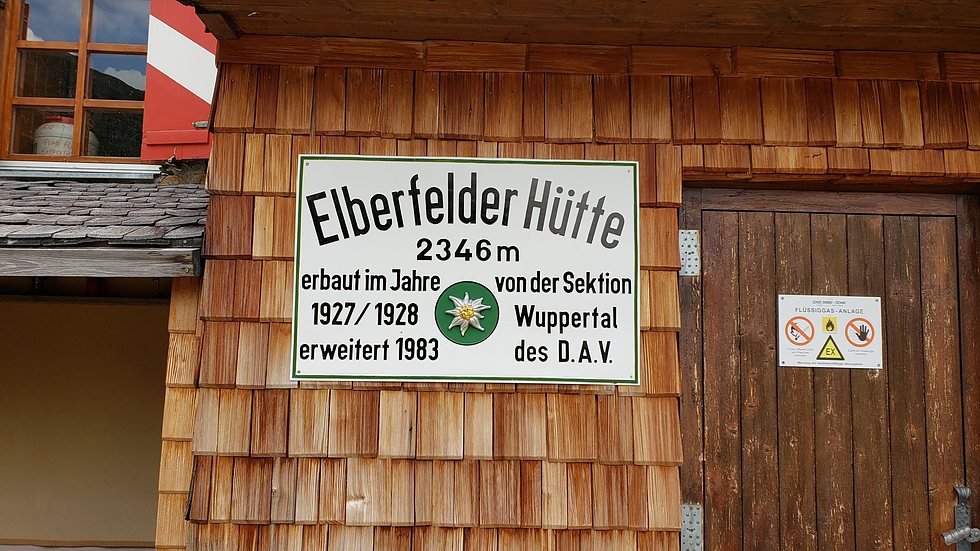 Elberfelder Hütte
2346 m
erbaut im Jahre
1927/1928
erweitert 1983
von der Sektion
Wuppertal
des D.A.V.
FLÜSSIGGAS-ANLAGE
EX